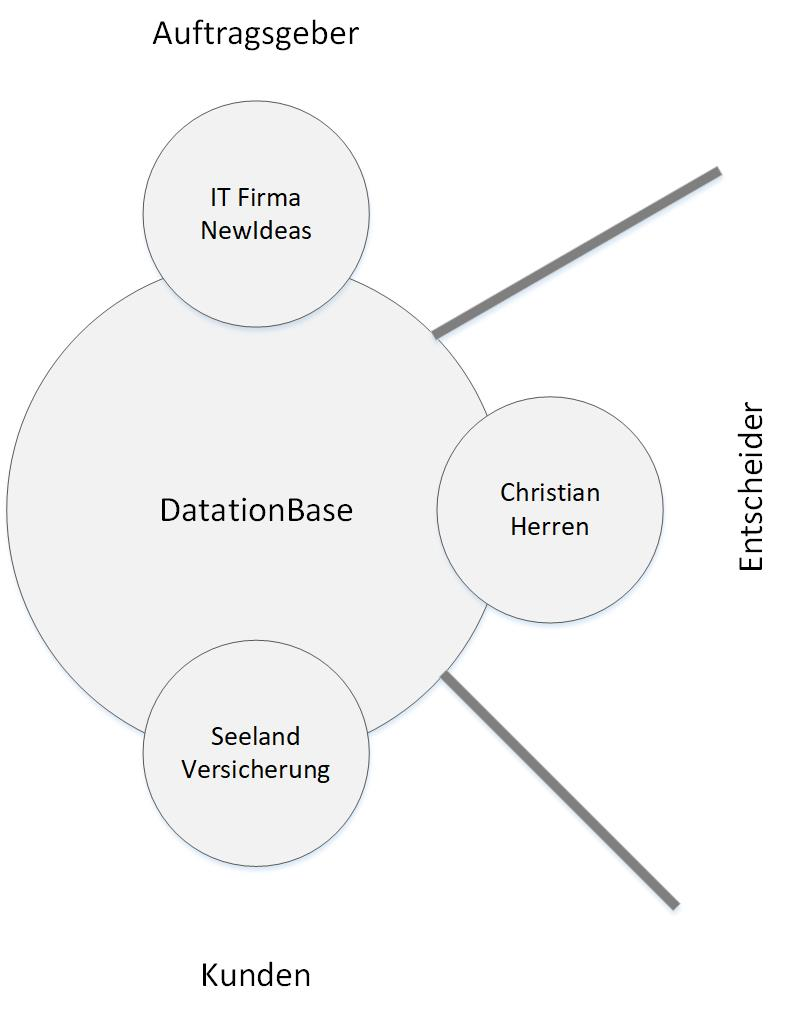 Auftragsgeber
IT Firma
NewIdeas
Christian
Herren
Entscheider
DatationBase
Seeland
Versicherung
Kunden